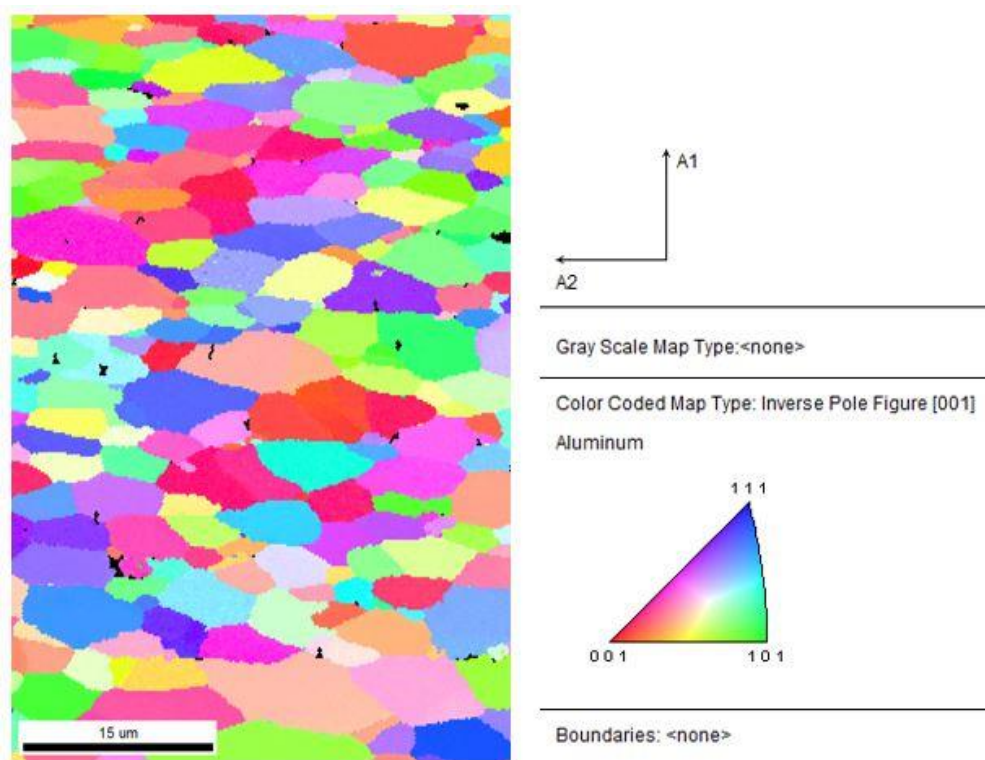 A1
A2
Gray Scale Map Type:<none>
Color Coded Map Type: Inverse Pole Figure [001]
Aluminum
1 1 1
0 0 1
1 0 1
15 um
Boundaries: <none>